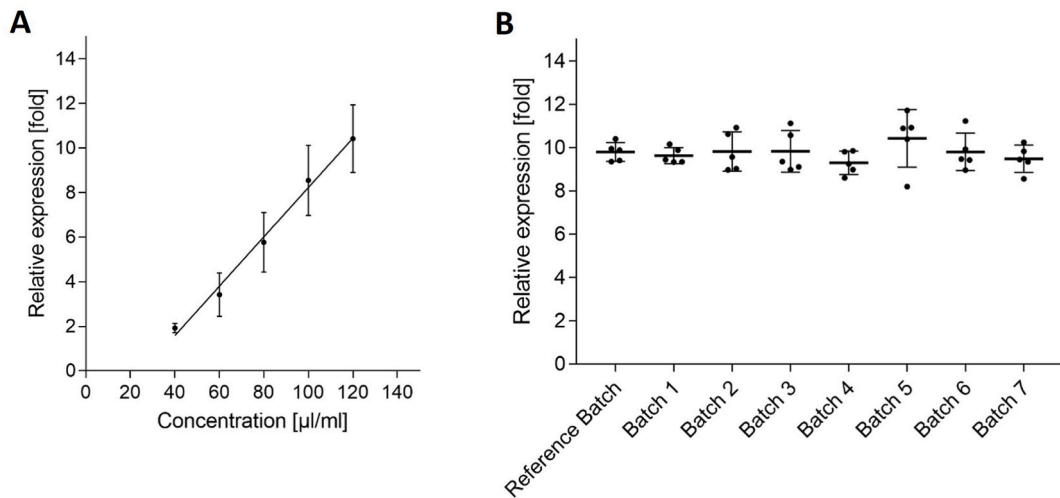 A
Relative expression [fold]
14
12
10
8
6
4
2
0
0 20 40 60 80 100 120 140
Concentration [µl/ml]
B
Relative expression [fold]
14
12
10
8
6
4
2
0
Reference Batch
Batch 1
Batch 2
Batch 3
Batch 4
Batch 5
Batch 6
Batch 7